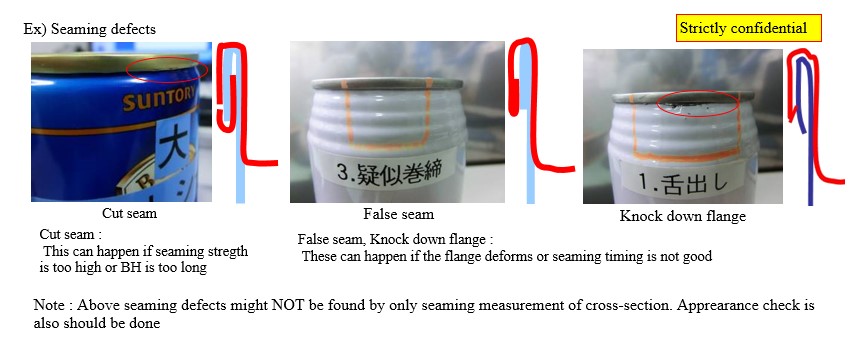 Ex) Seaming defects
Strictly confidential
SUNTORY
大
B
3.疑似巻締
1.舌出し
Cut seam
False seam
Knock down flange
Cut seam :
This can happen if seaming stregth
is too high or BH is too long
False seam, Knock down flange :
These can happen if the flange deforms or seaming timing is not good
Note : Above seaming defects might NOT be found by only seaming measurement of cross-section. Apprearance check is
also should be done